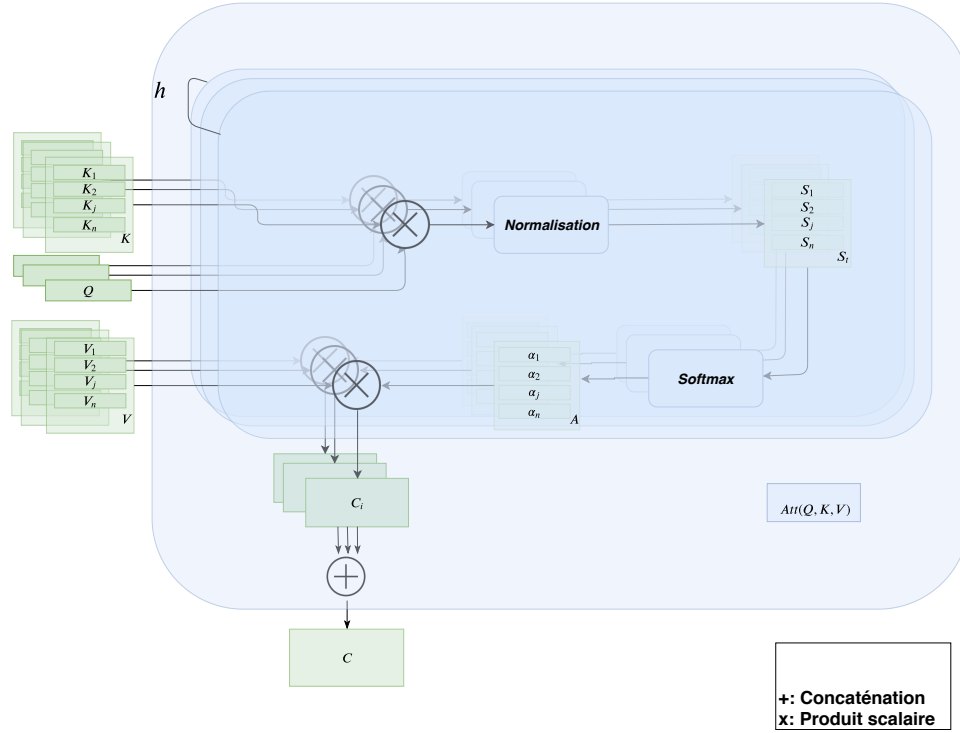 h
K₁
K₂
Kⱼ
Kₙ
K
Normalisation
S₁
S₂
Sⱼ
Sₙ
Sₜ
Q
V₁
V₂
Vⱼ
Vₙ
V
α₁
α₂
αⱼ
αₙ
A
Softmax
Cᵢ
Att(Q, K, V)
C
+: Concaténation
x: Produit scalaire